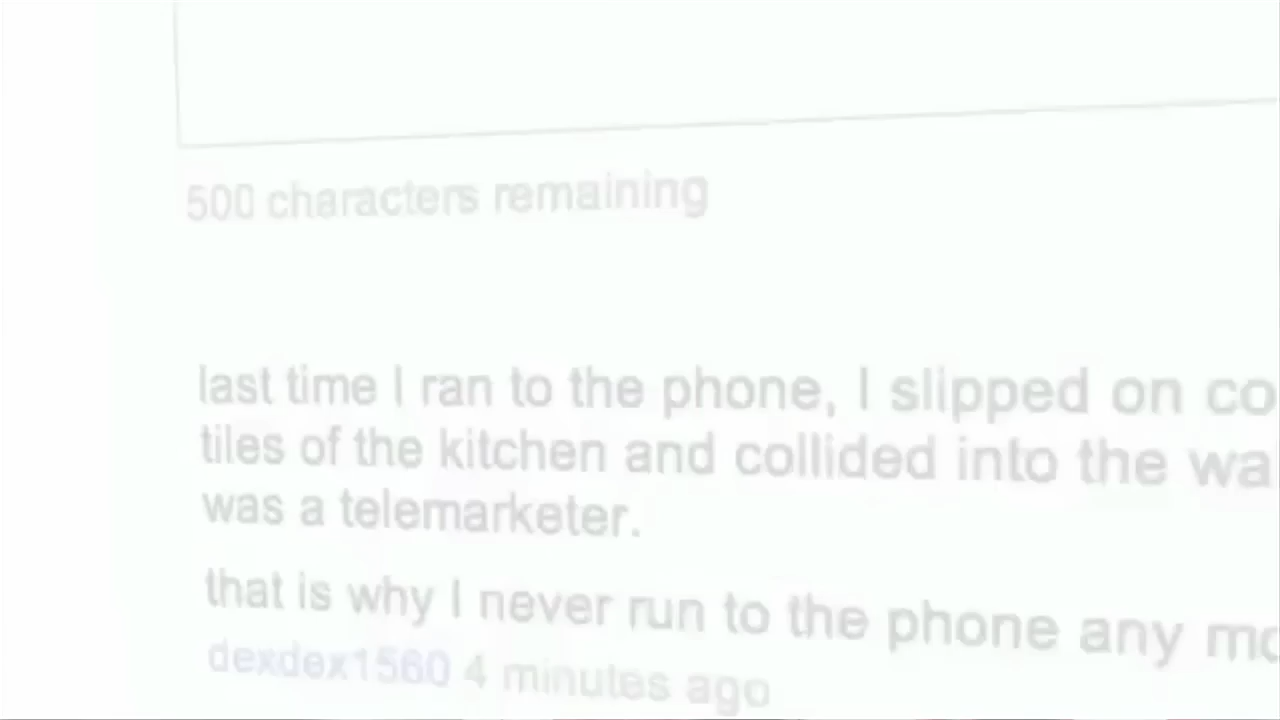 500 characters remaining
last time I ran to the phone, I slipped on co
tiles of the kitchen and collided into the wa
was a telemarketer.
that is why I never run to the phone any mo
dexdex1560 4 minutes ago